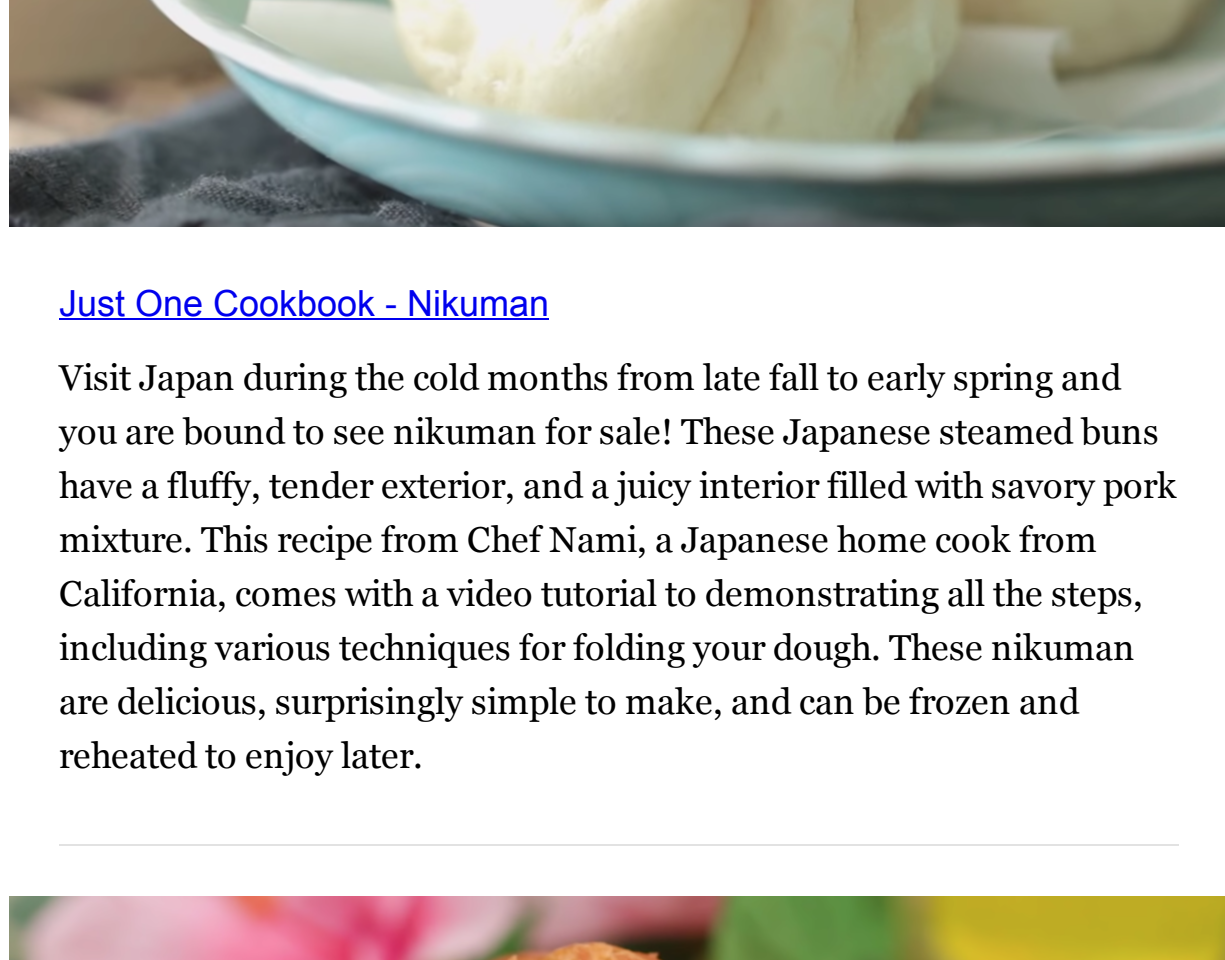 Just One Cookbook - Nikuman
Visit Japan during the cold months from late fall to early spring and
you are bound to see nikuman for sale! These Japanese steamed buns
have a fluffy, tender exterior, and a juicy interior filled with savory pork
mixture. This recipe from Chef Nami, a Japanese home cook from
California, comes with a video tutorial to demonstrating all the steps,
including various techniques for folding your dough. These nikuman
are delicious, surprisingly simple to make, and can be frozen and
reheated to enjoy later.